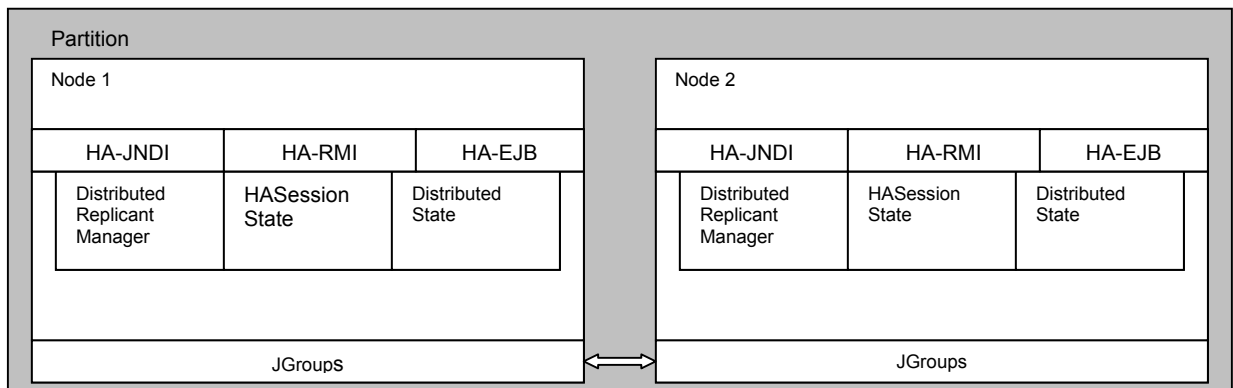 Partition
Node 1
HA-JNDI
HA-RMI
HA-EJB
Distributed
Replicant
Manager
HASession
State
Distributed
State
JGroups
Node 2
HA-JNDI
HA-RMI
HA-EJB
Distributed
Replicant
Manager
HASession
State
Distributed
State
JGroups